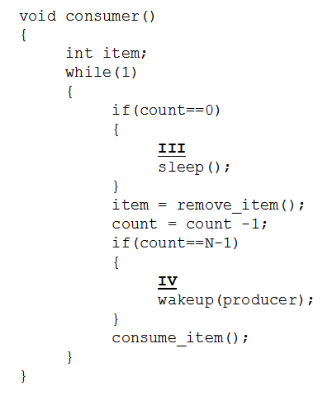 void consumer()
{
int item;
while(1)
{
if(count==0)
{
III
sleep();
}
item = remove_item();
count = count -1;
if(count==N-1)
{
IV
wakeup(producer);
}
consume_item();
}
}